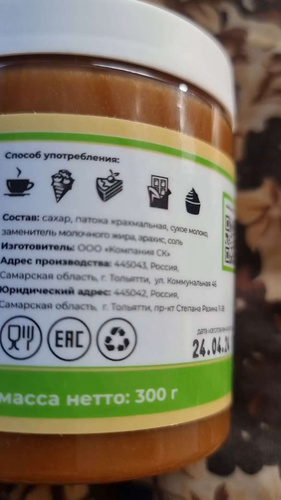 Способ употребления:
Состав: сахар, патока крахмальная, сухое молоко,
заменитель молочного жира, арахис, соль
Изготовитель: ООО «Компания СК»
Адрес производства: 445043, Россия,
Самарская область, г. Тольятти, ул. Коммунальная 46
Юридический адрес: 445042, Россия,
Самарская область, г. Тольятти, пр-кт Степана Разина
EAC
дата изготовления
24.04.24
масса нетто: 300 г